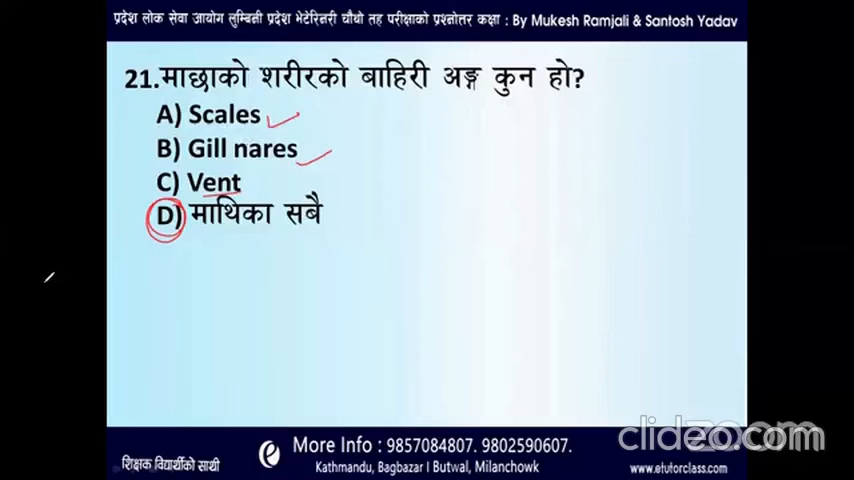 प्रदेश लोक सेवा आयोग लुम्बिनी प्रदेश भेटेरिनरी चौथो तह परीक्षाको प्रश्नोतर कक्षा : By Mukesh Ramjali & Santosh Yadav
21.माछाको शरीरको बाहिरी अङ्ग कुन हो?
A) Scales
B) Gill nares
C) Vent
D) माथिका सबै
शिक्षक विद्यार्थीको साथी
More Info : 9857084807. 9802590607.
Kathmandu, Bagbazar I Butwal, Milanchowk
www.etutorclass.com
clideo.com